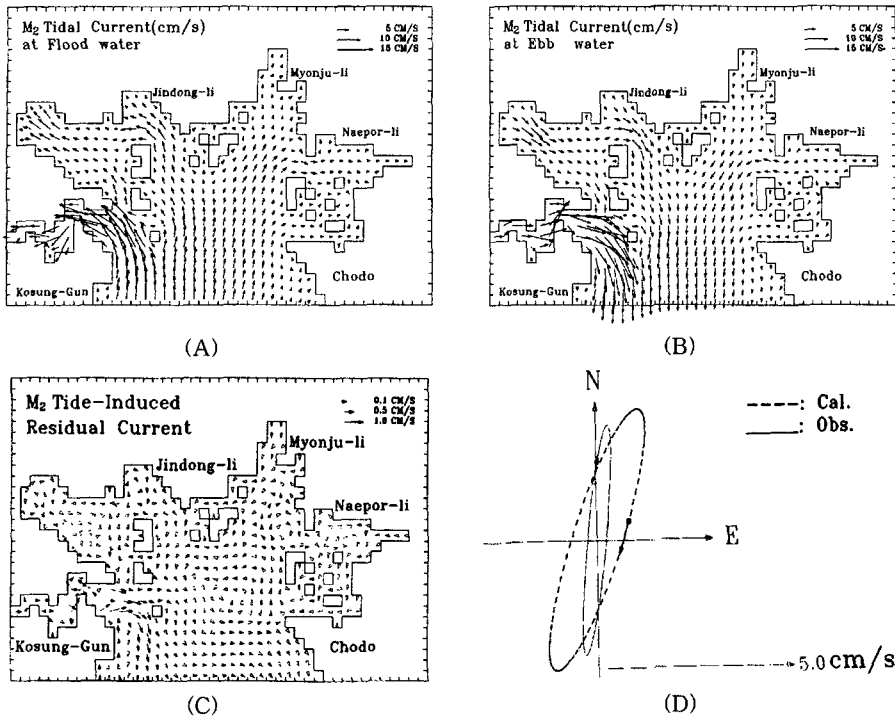 M₂ Tidal Current(cm/s)
at Flood water
5 CM/S
10 CM/S
15 CM/S
Jindong-li
Myonju-li
Naepor-li
Chodo
Kosung-Gun
(A)
M₂ Tidal Current(cm/s)
at Ebb water
5 CM/S
10 CM/S
15 CM/S
Jindong-li
Myonju-li
Naepor-li
Chodo
Kosung-Gun
(B)
M₂ Tide-Induced
Residual Current
0.1 CM/S
0.5 CM/S
1.0 CM/S
Jindong-li
Myonju-li
Naepor-li
Kosung-Gun
Chodo
(C)
N
-----: Cal.
———: Obs.
E
5.0 cm/s
(D)